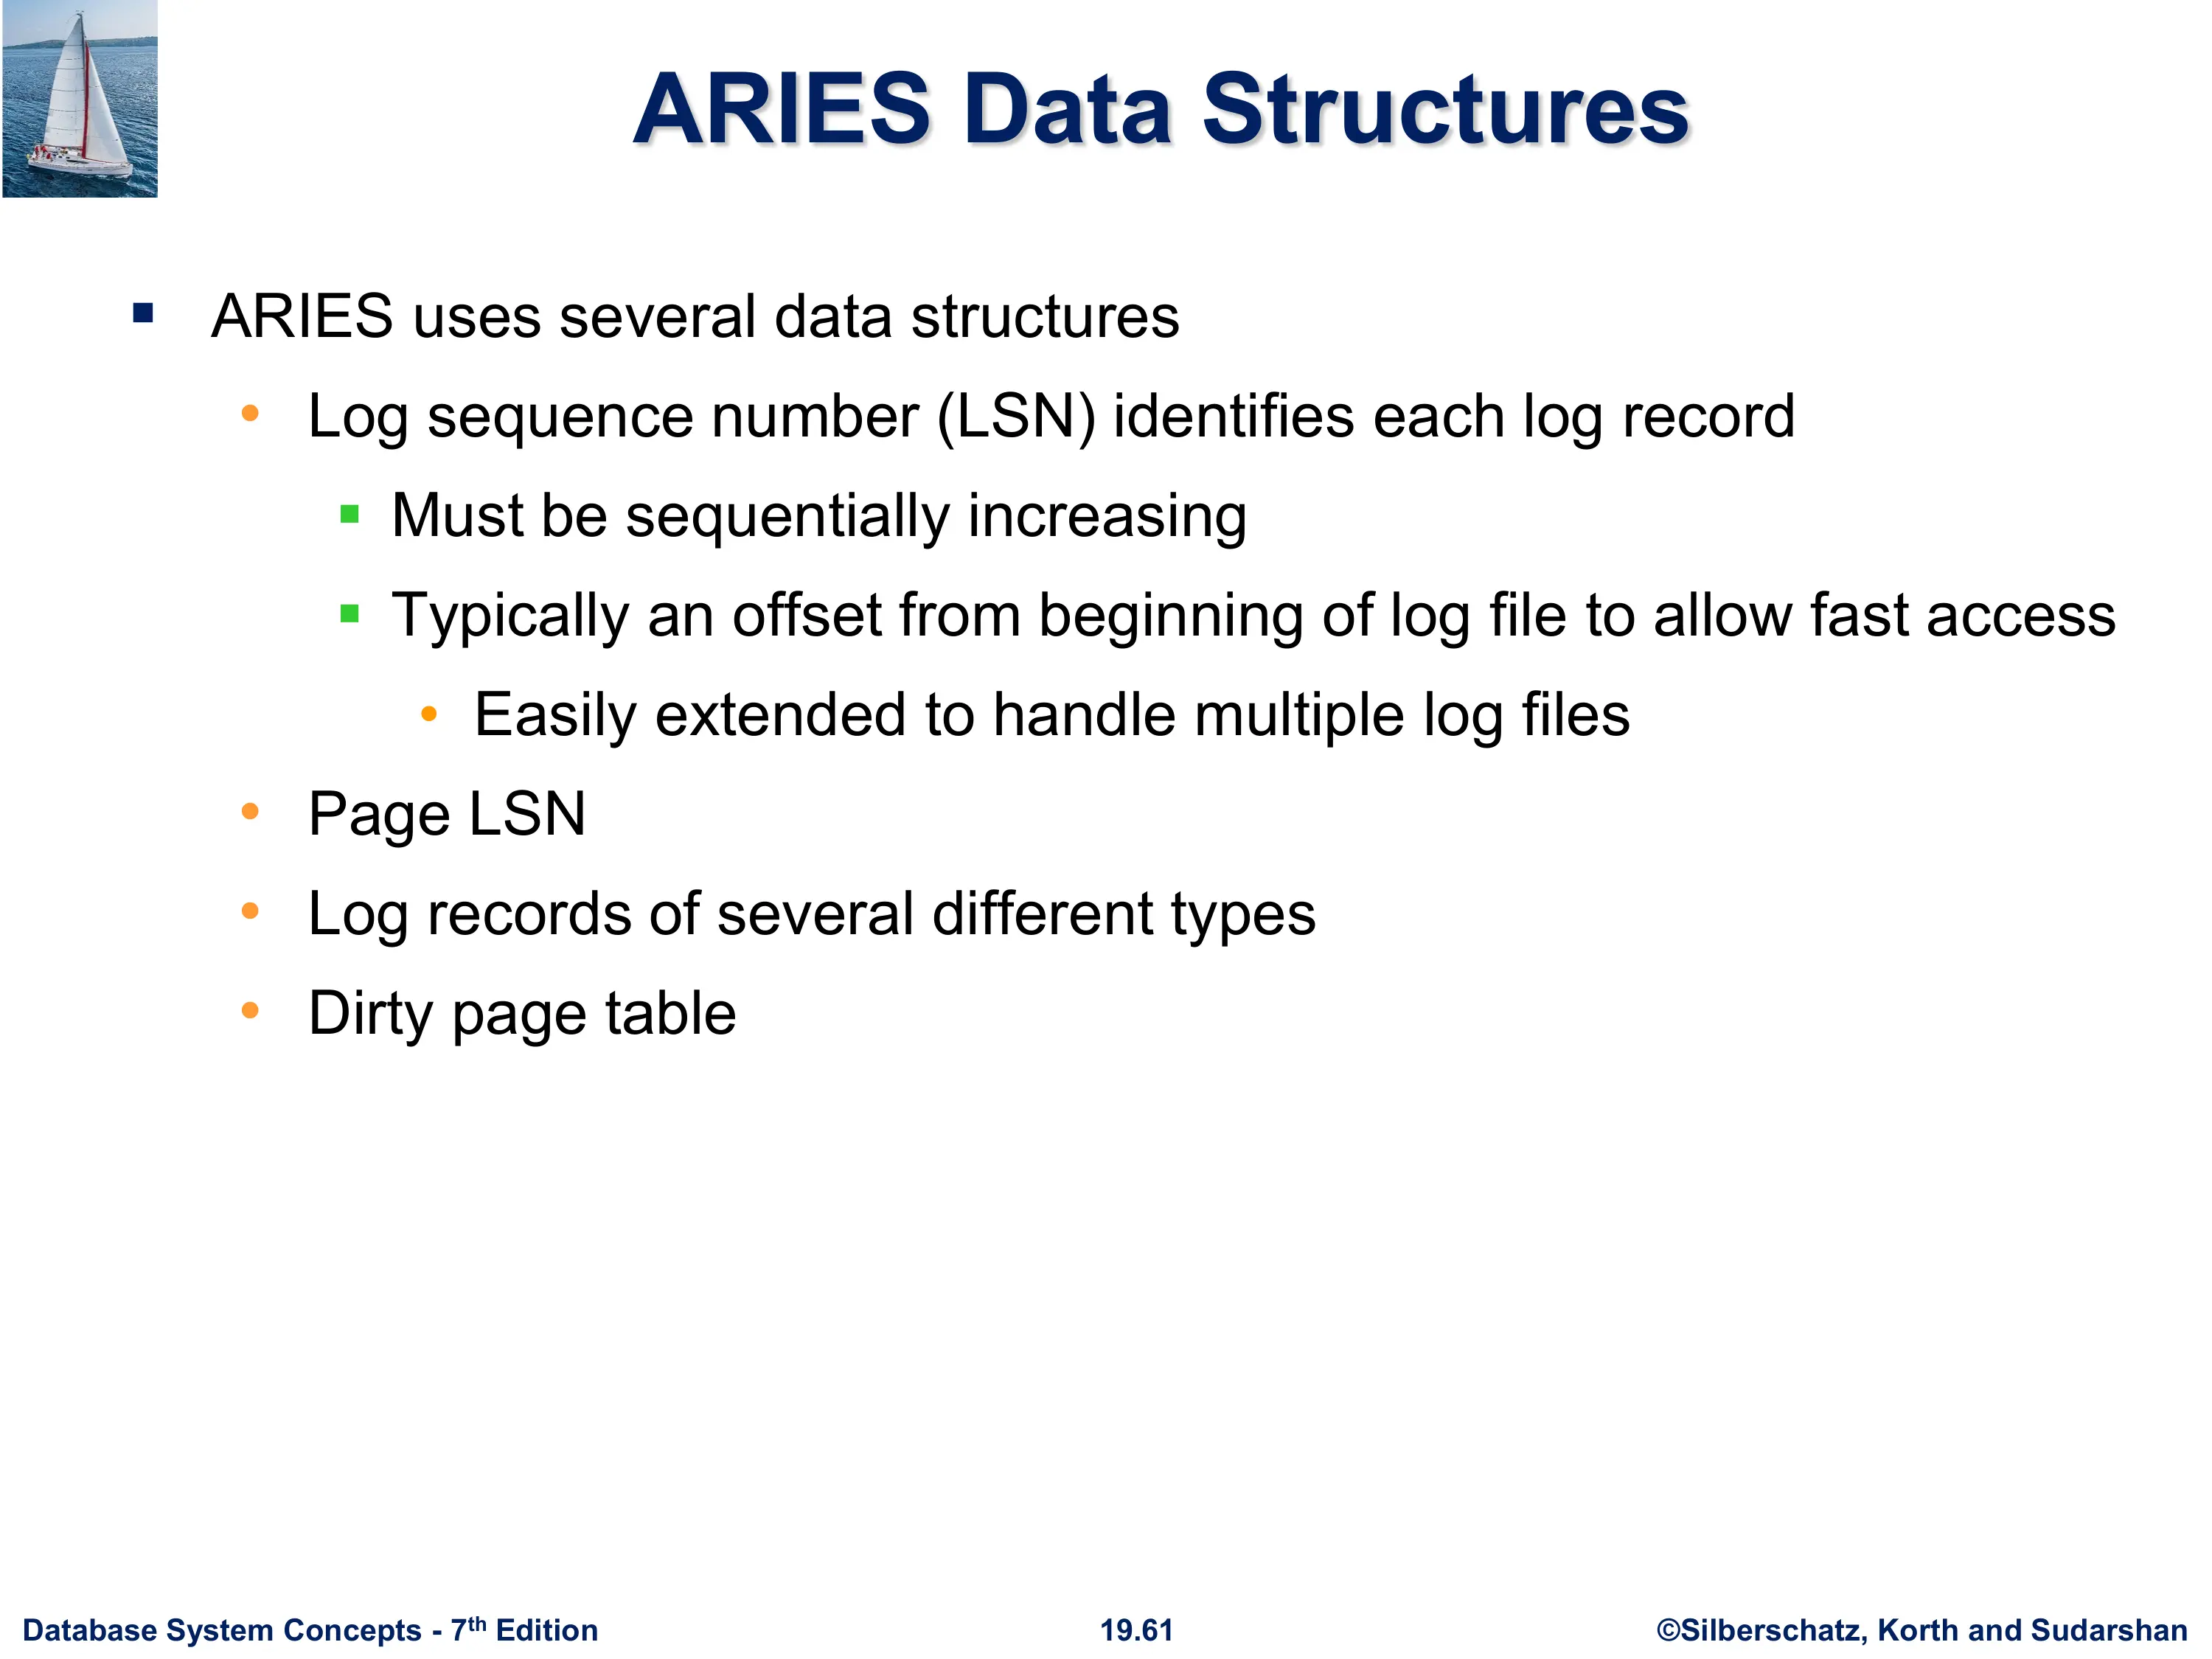 ARIES Data Structures
ARIES uses several data structures
Log sequence number (LSN) identifies each log record
Must be sequentially increasing
Typically an offset from beginning of log file to allow fast access
Easily extended to handle multiple log files
Page LSN
Log records of several different types
Dirty page table
Database System Concepts - 7th Edition
19.61
©Silberschatz, Korth and Sudarshan